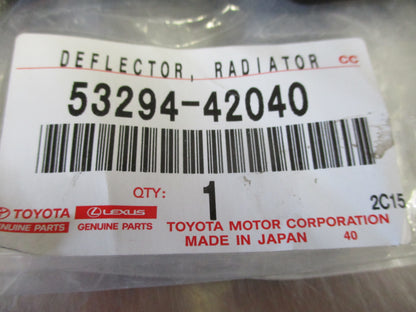 DEFLECTOR, RADIATOR CC
53294-42040
QTY: 1 2C15
TOYOTA LEXUS TOYOTA MOTOR CORPORATION
GENUINE PARTS GENUINE PARTS MADE IN JAPAN 40